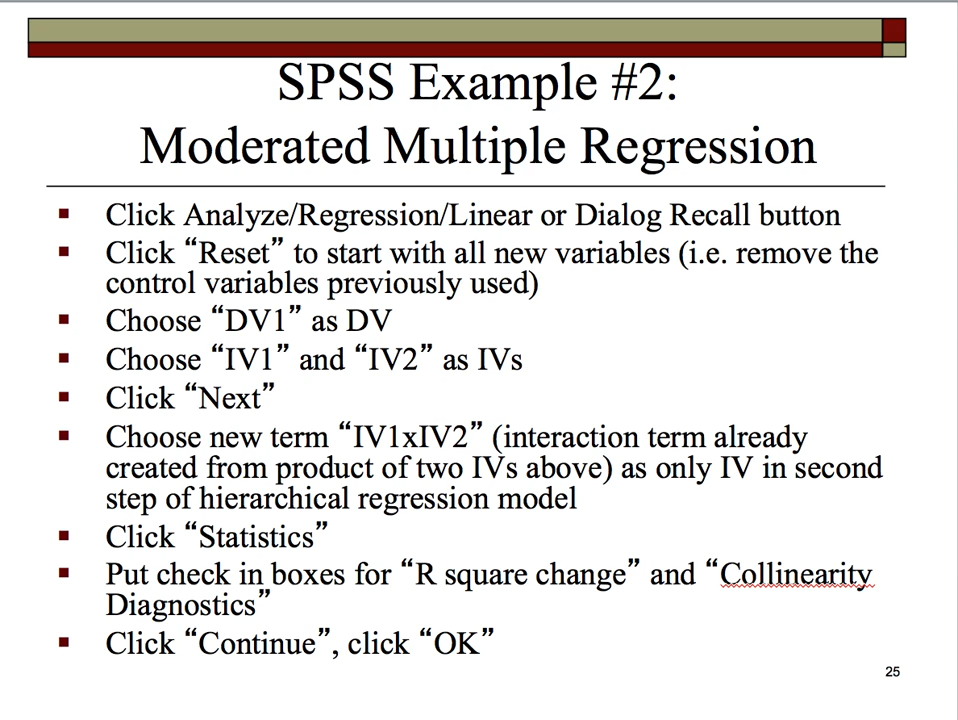 SPSS Example #2:
Moderated Multiple Regression
▪ Click Analyze/Regression/Linear or Dialog Recall button
▪ Click “Reset” to start with all new variables (i.e. remove the
control variables previously used)
▪ Choose “DV1” as DV
▪ Choose “IV1” and “IV2” as IVs
▪ Click “Next”
▪ Choose new term “IV1xIV2” (interaction term already
created from product of two IVs above) as only IV in second
step of hierarchical regression model
▪ Click “Statistics”
▪ Put check in boxes for “R square change” and “Collinearity
Diagnostics”
▪ Click “Continue”, click “OK”
25